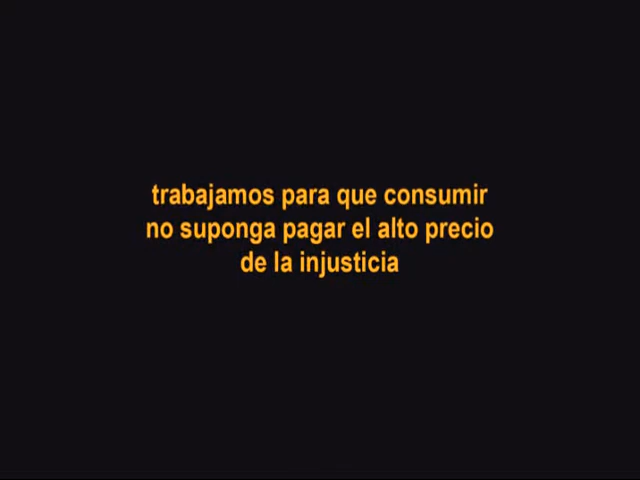 trabajamos para que consumir
no suponga pagar el alto precio
de la injusticia